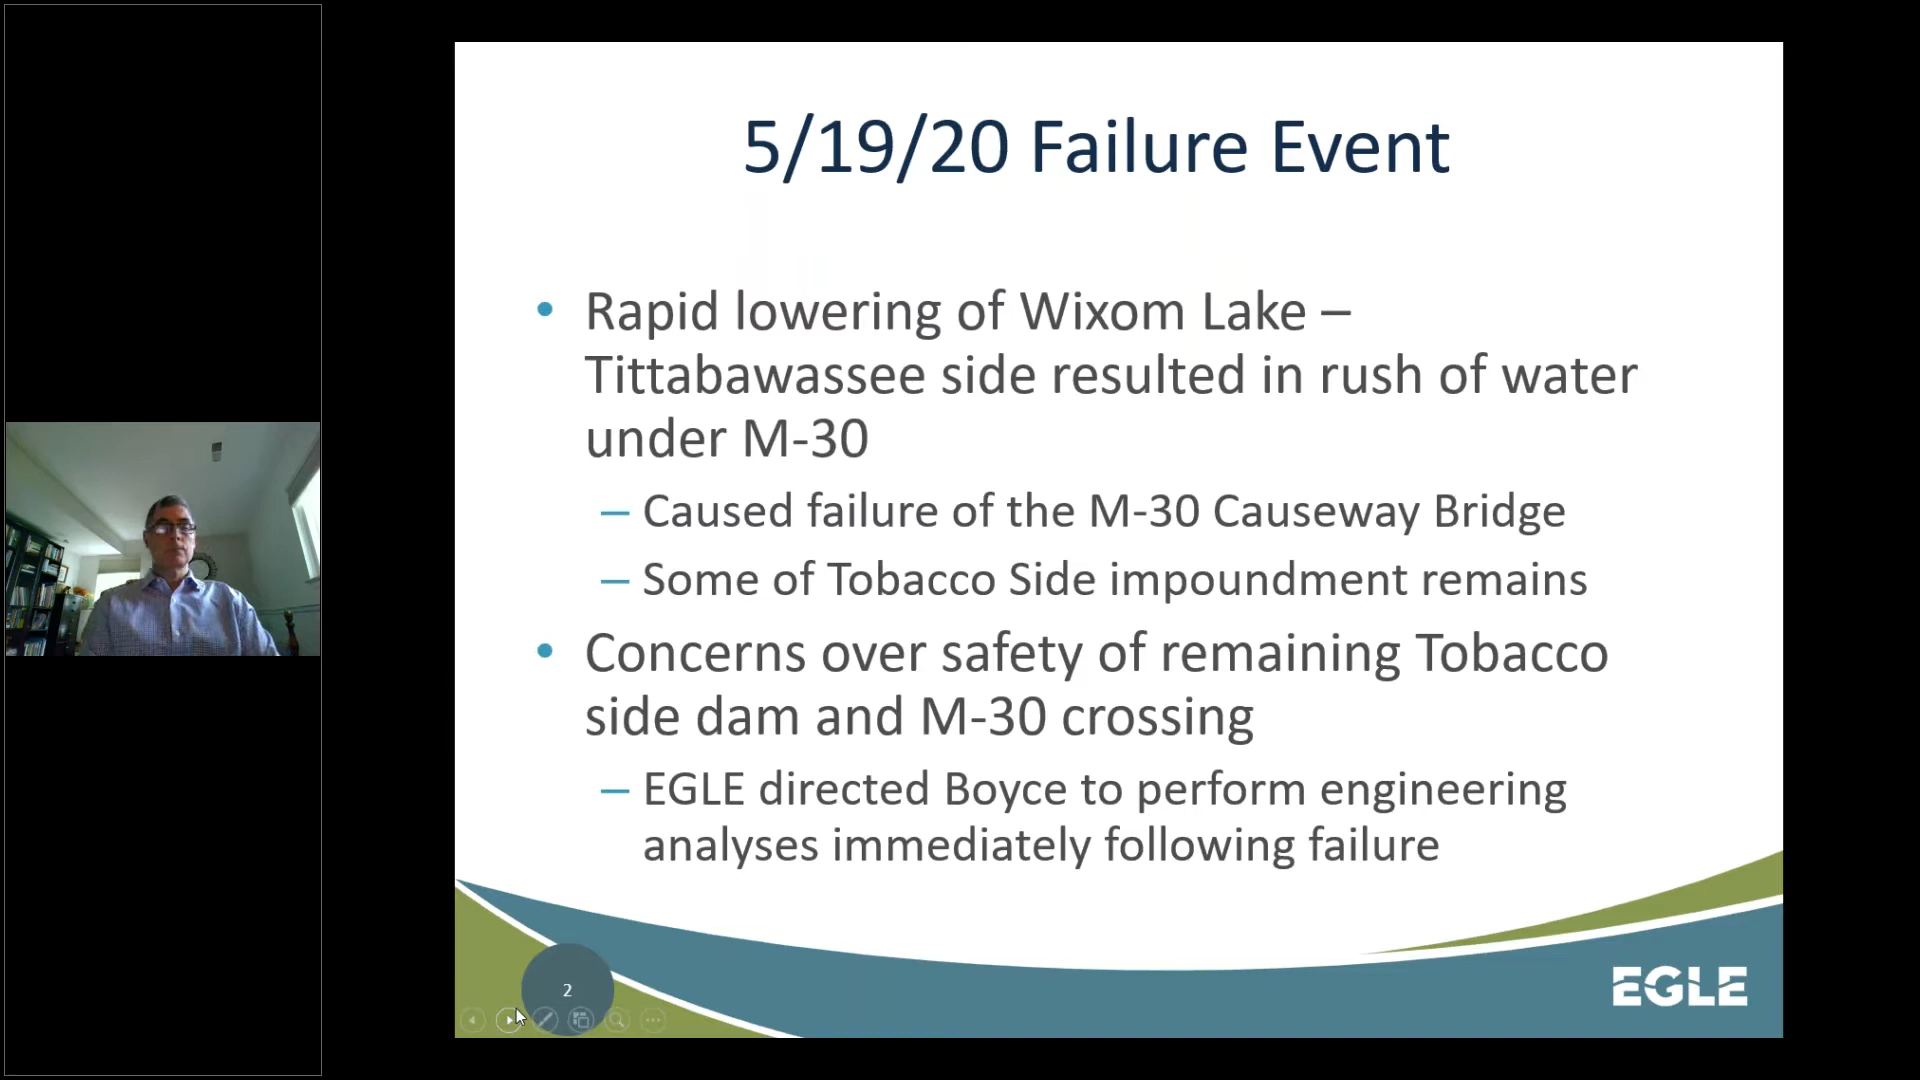 5/19/20 Failure Event
• Rapid lowering of Wixom Lake –
Tittabawassee side resulted in rush of water
under M-30
– Caused failure of the M-30 Causeway Bridge
– Some of Tobacco Side impoundment remains
• Concerns over safety of remaining Tobacco
side dam and M-30 crossing
– EGLE directed Boyce to perform engineering
analyses immediately following failure
2
EGLE